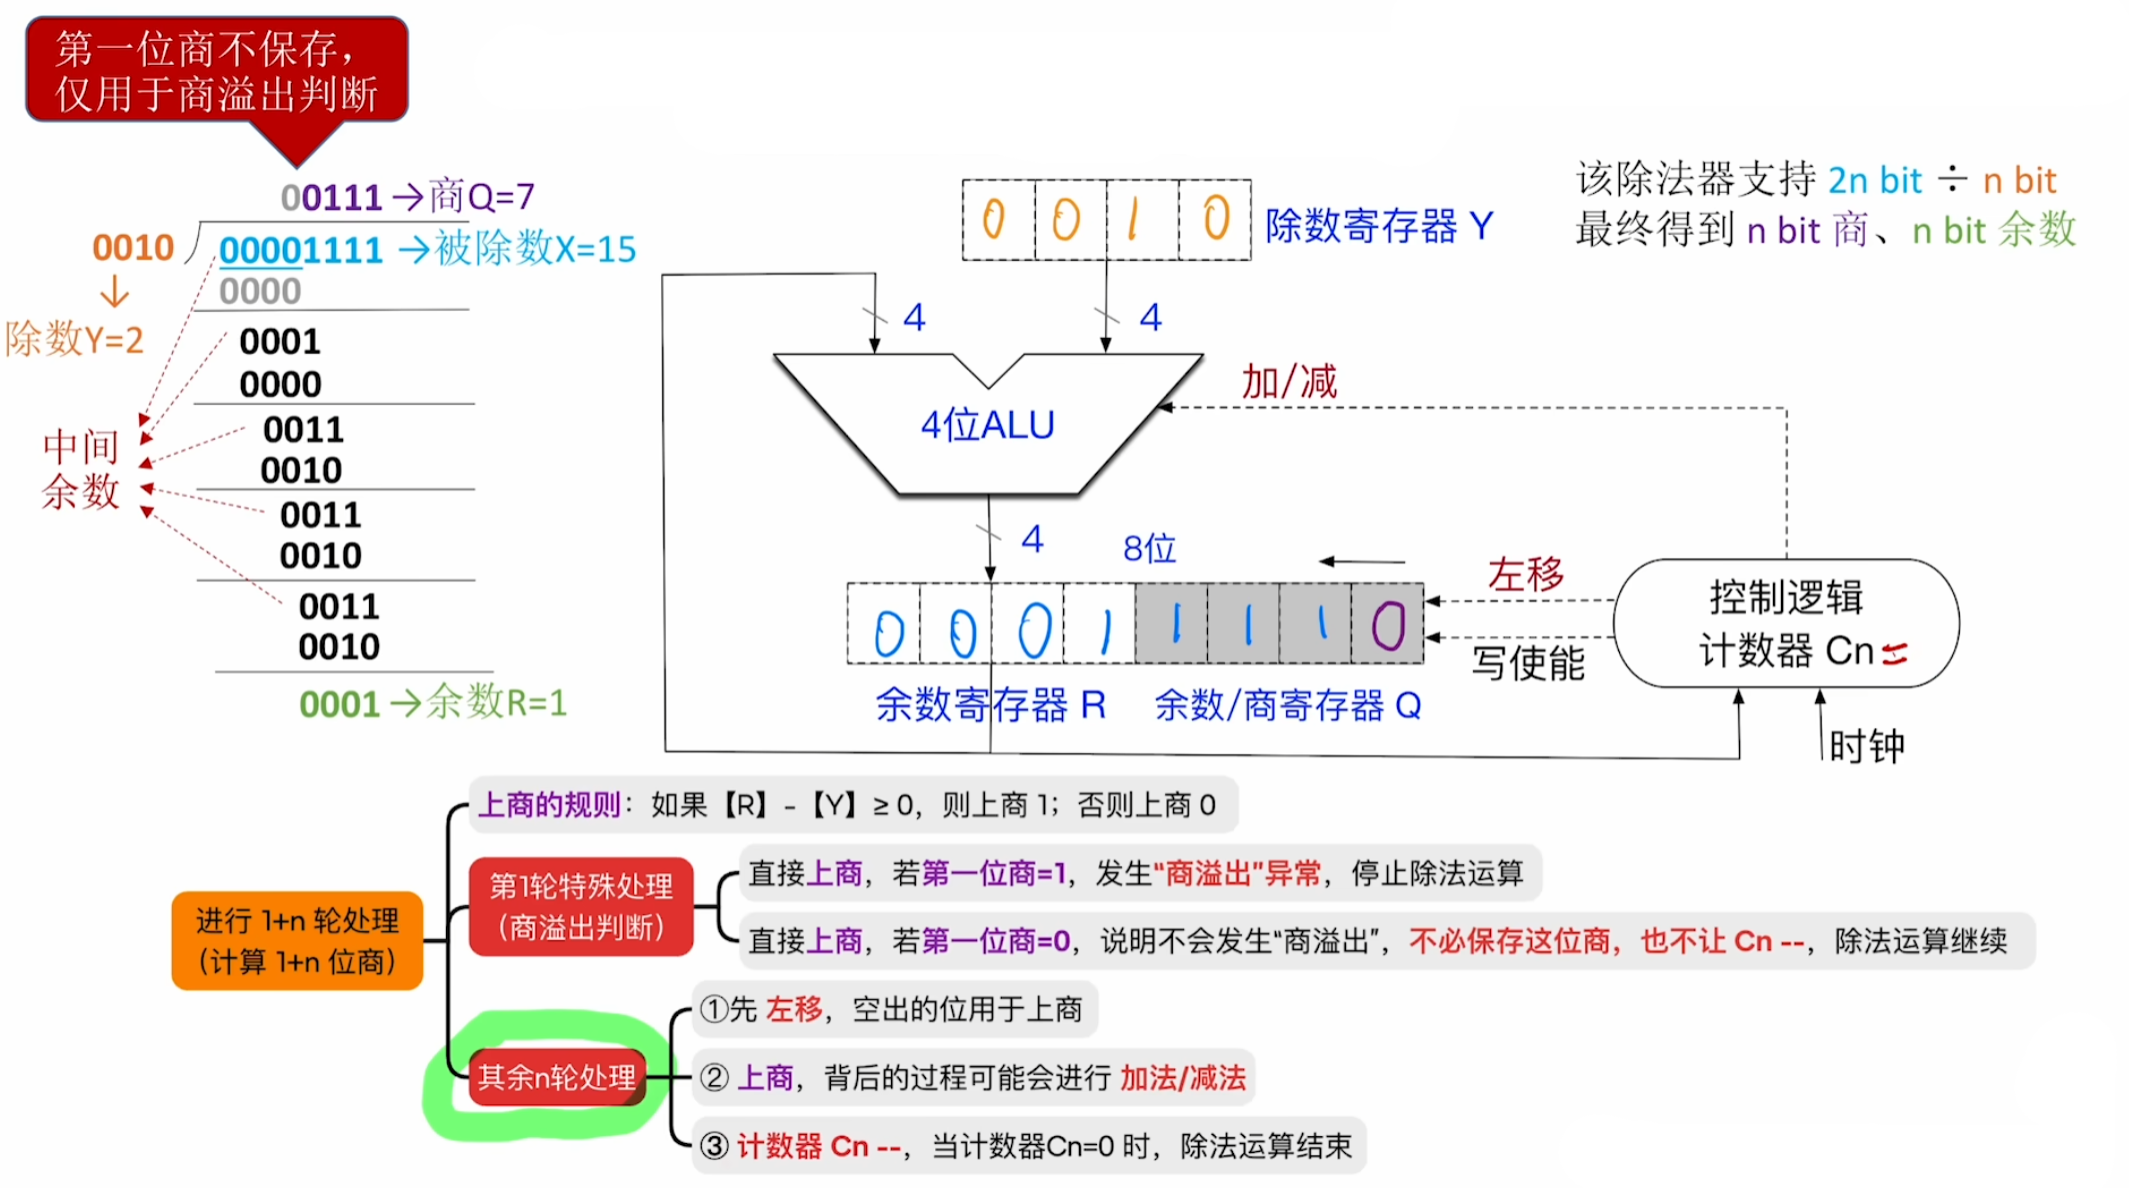 第一位商不保存，
仅用于商溢出判断
00111 →商Q=7
0010
00001111 →被除数X=15
0000
除数Y=2
0001
0000
0011
0010
中间
余数
0011
0010
0011
0010
0001 →余数R=1
0 0 1 0
除数寄存器 Y
该除法器支持 2n bit ÷ n bit
最终得到 n bit 商、n bit 余数
4
4
加/减
4位ALU
4
8位
0 0 0 1 1 1 1 0
左移
写使能
控制逻辑
计数器 Cn=
余数寄存器 R
余数/商寄存器 Q
时钟
上商的规则：如果【R】-【Y】≥ 0，则上商 1；否则上商 0
第1轮特殊处理
（商溢出判断）
直接上商，若第一位商=1，发生“商溢出”异常，停止除法运算
直接上商，若第一位商=0，说明不会发生“商溢出”，不必保存这位商，也不让 Cn --，除法运算继续
进行 1+n 轮处理
（计算 1+n 位商）
其余n轮处理
①先 左移，空出的位用于上商
② 上商，背后的过程可能会进行 加法/减法
③ 计数器 Cn --，当计数器Cn=0 时，除法运算结束